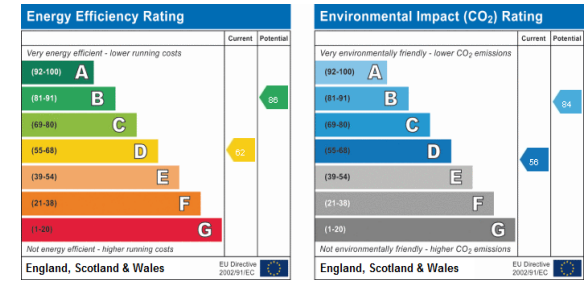 Energy Efficiency Rating
Current Potential
Very energy efficient - lower running costs
(92-100) A
(81-91) B
86
(69-80) C
(55-68) D
62
(39-54) E
(21-38) F
(1-20) G
Not energy efficient - higher running costs
England, Scotland & Wales
EU Directive
2002/91/EC
Environmental Impact (CO₂) Rating
Current Potential
Very environmentally friendly - lower CO₂ emissions
(92-100) A
(81-91) B
84
(69-80) C
(55-68) D
56
(39-54) E
(21-38) F
(1-20) G
Not environmentally friendly - higher CO₂ emissions
England, Scotland & Wales
EU Directive
2002/91/EC